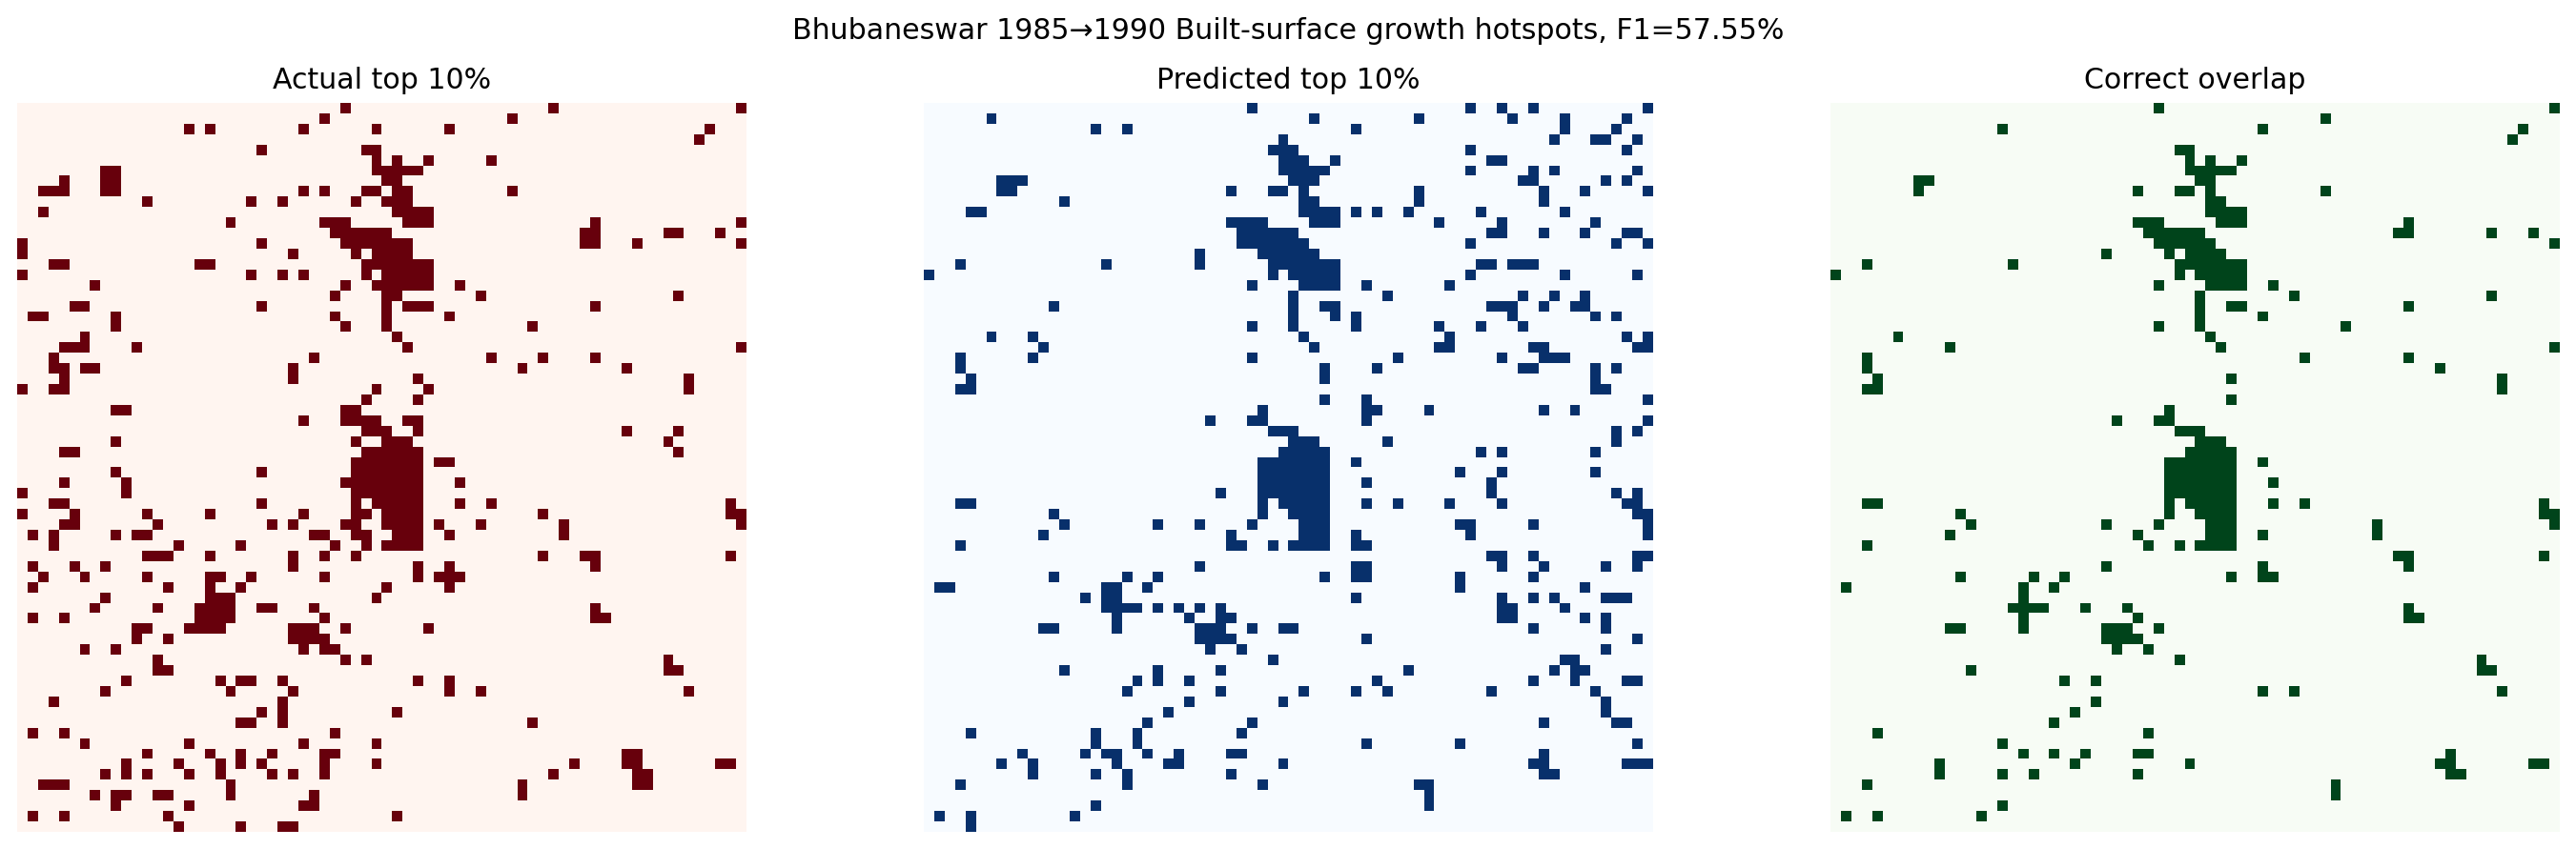 Bhubaneswar 1985→1990 Built-surface growth hotspots, F1=57.55%
Actual top 10%
Predicted top 10%
Correct overlap